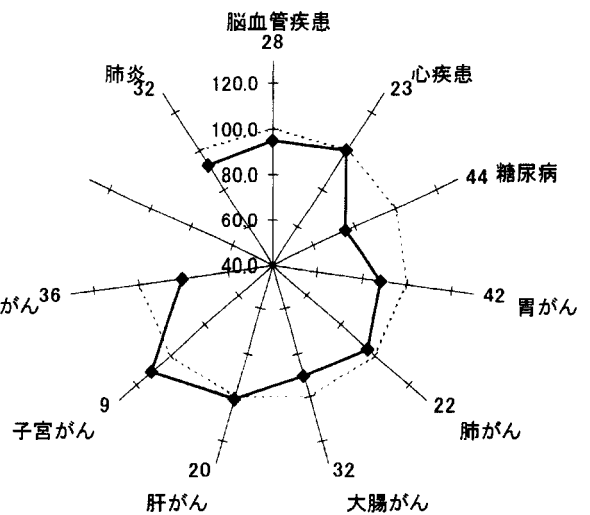 脳血管疾患
28
肺炎
32
心疾患
23
120.0
100.0
80.0
60.0
40.0
44 糖尿病
42
胃がん
22
肺がん
32
大腸がん
20
肝がん
9
子宮がん
がん
36